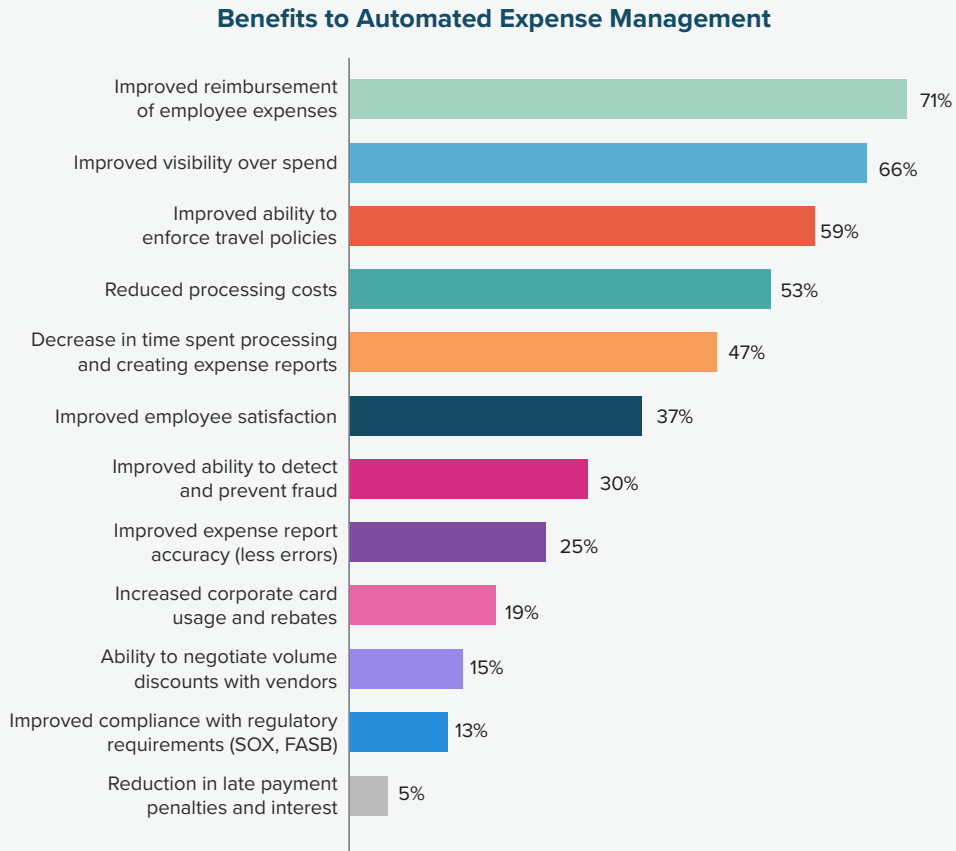 Benefits to Automated Expense Management
Improved reimbursement
of employee expenses
71%
Improved visibility over spend
66%
Improved ability to
enforce travel policies
59%
Reduced processing costs
53%
Decrease in time spent processing
and creating expense reports
47%
Improved employee satisfaction
37%
Improved ability to detect
and prevent fraud
30%
Improved expense report
accuracy (less errors)
25%
Increased corporate card
usage and rebates
19%
Ability to negotiate volume
discounts with vendors
15%
Improved compliance with regulatory
requirements (SOX, FASB)
13%
Reduction in late payment
penalties and interest
5%